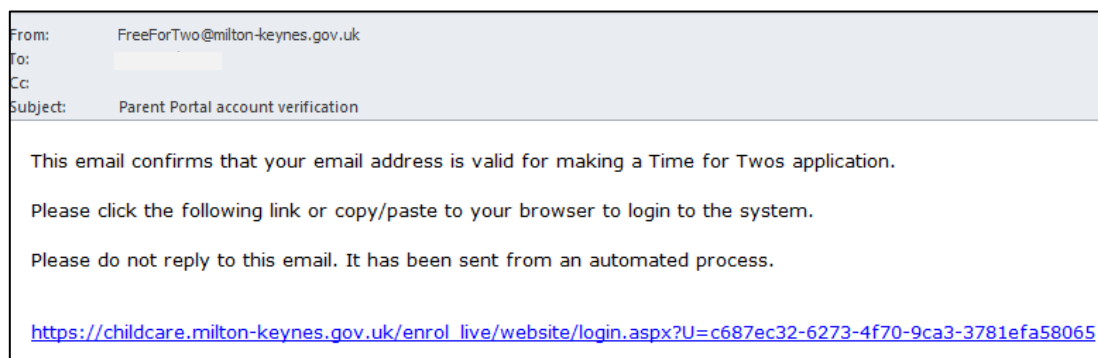 From: FreeForTwo@milton-keynes.gov.uk
To:
Cc:
Subject: Parent Portal account verification
This email confirms that your email address is valid for making a Time for Twos application.
Please click the following link or copy/paste to your browser to login to the system.
Please do not reply to this email. It has been sent from an automated process.
https://childcare.milton-keynes.gov.uk/enrol_live/website/login.aspx?U=c687ec32-6273-4f70-9ca3-3781efa58065